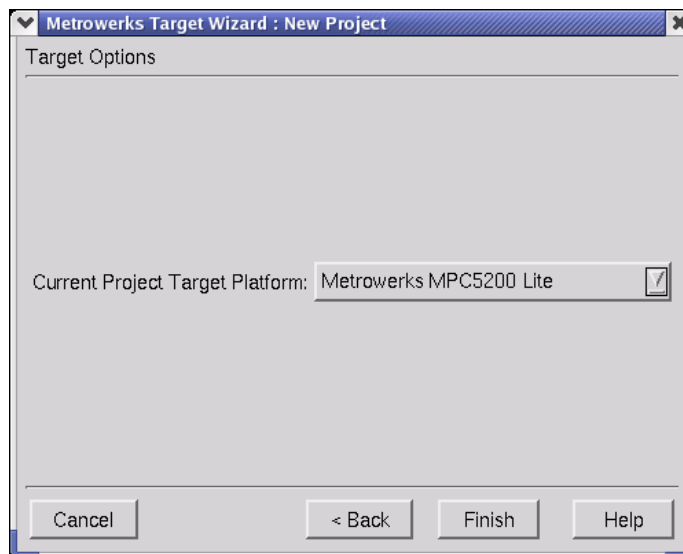 Metrowerks Target Wizard : New Project
Target Options
Current Project Target Platform: Metrowerks MPC5200 Lite
Cancel < Back Finish Help